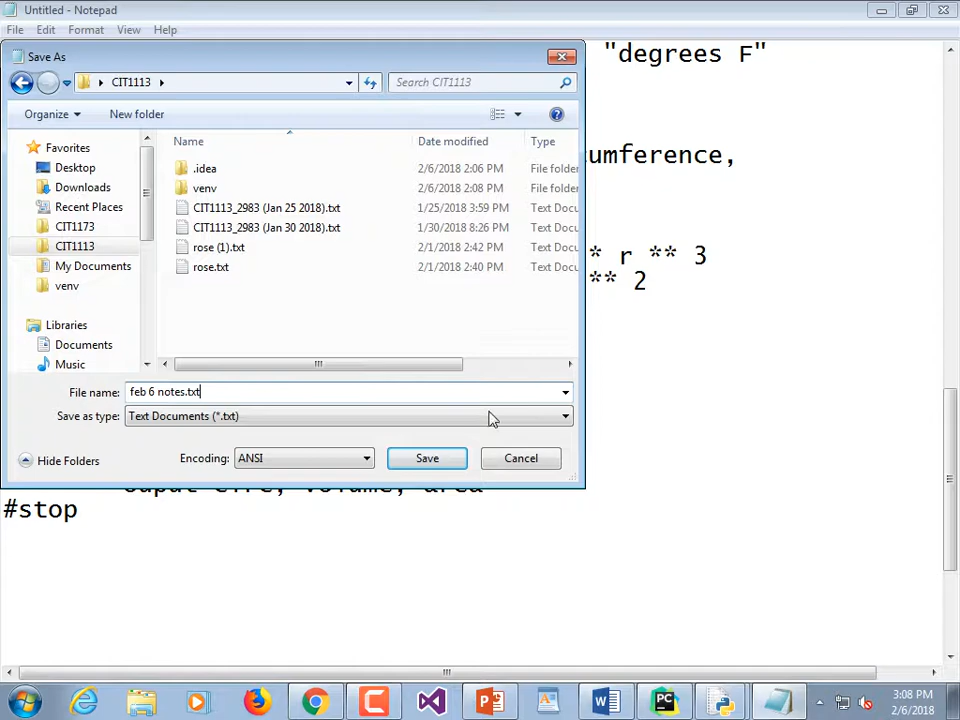 Untitled - Notepad
File Edit Format View Help
"degrees F"
Save As
CIT1113
Search CIT1113
Organize New folder
Name Date modified Type
Favorites
Desktop
Downloads
Recent Places
CIT1173
CIT1113
My Documents
venv
Libraries
Documents
Music
.idea 2/6/2018 2:06 PM File folder
venv 2/6/2018 2:08 PM File folder
CIT1113_2983 (Jan 25 2018).txt 1/25/2018 3:59 PM Text Docu
CIT1113_2983 (Jan 30 2018).txt 1/30/2018 8:26 PM Text Docu
rose (1).txt 2/1/2018 2:42 PM Text Docu
rose.txt 2/1/2018 2:40 PM Text Docu
umference,
* r ** 3
** 2
File name: feb 6 notes.txt
Save as type: Text Documents (*.txt)
Hide Folders Encoding: ANSI Save Cancel
area
#stop
3:08 PM
2/6/2018